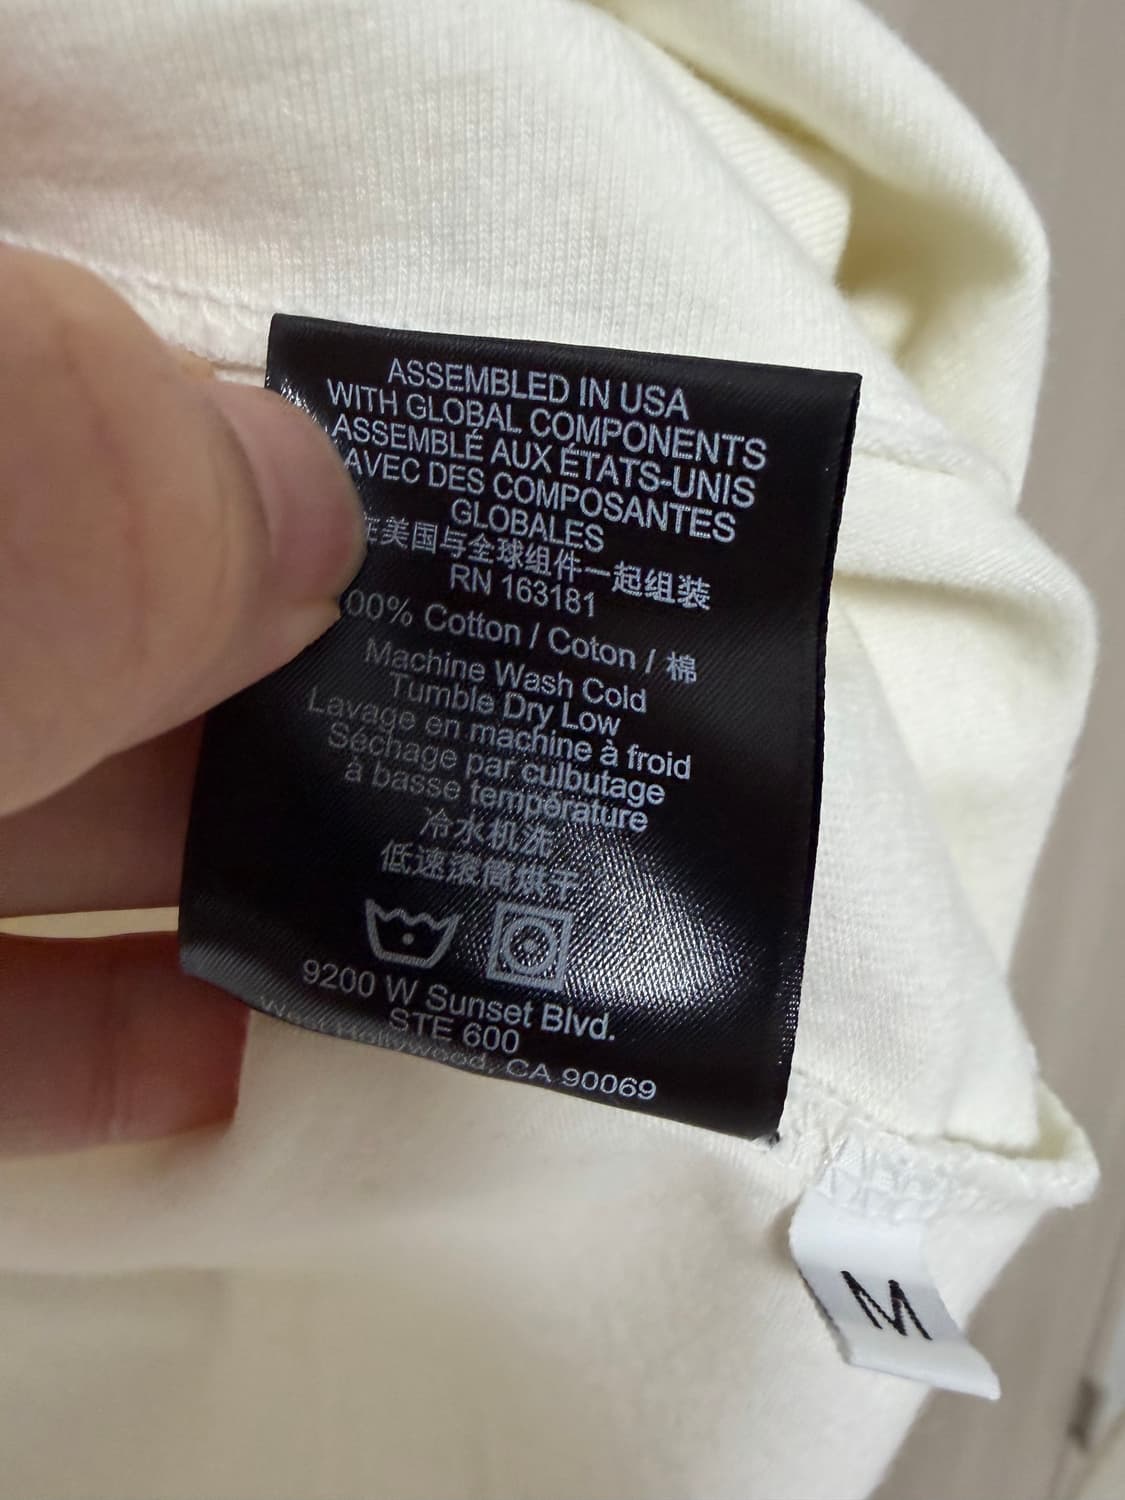 ASSEMBLED IN USA
WITH GLOBAL COMPONENTS
ASSEMBLÉ AUX ÉTATS-UNIS
AVEC DES COMPOSANTES
GLOBALES
在美国与全球组件一起组装
RN 163181
00% Cotton / Coton / 棉
Machine Wash Cold
Tumble Dry Low
Lavage en machine à froid
Séchage par culbutage
à basse température
冷水机洗
低速滚筒烘干
9200 W Sunset Blvd.
STE 600
West Hollywood, CA 90069
M